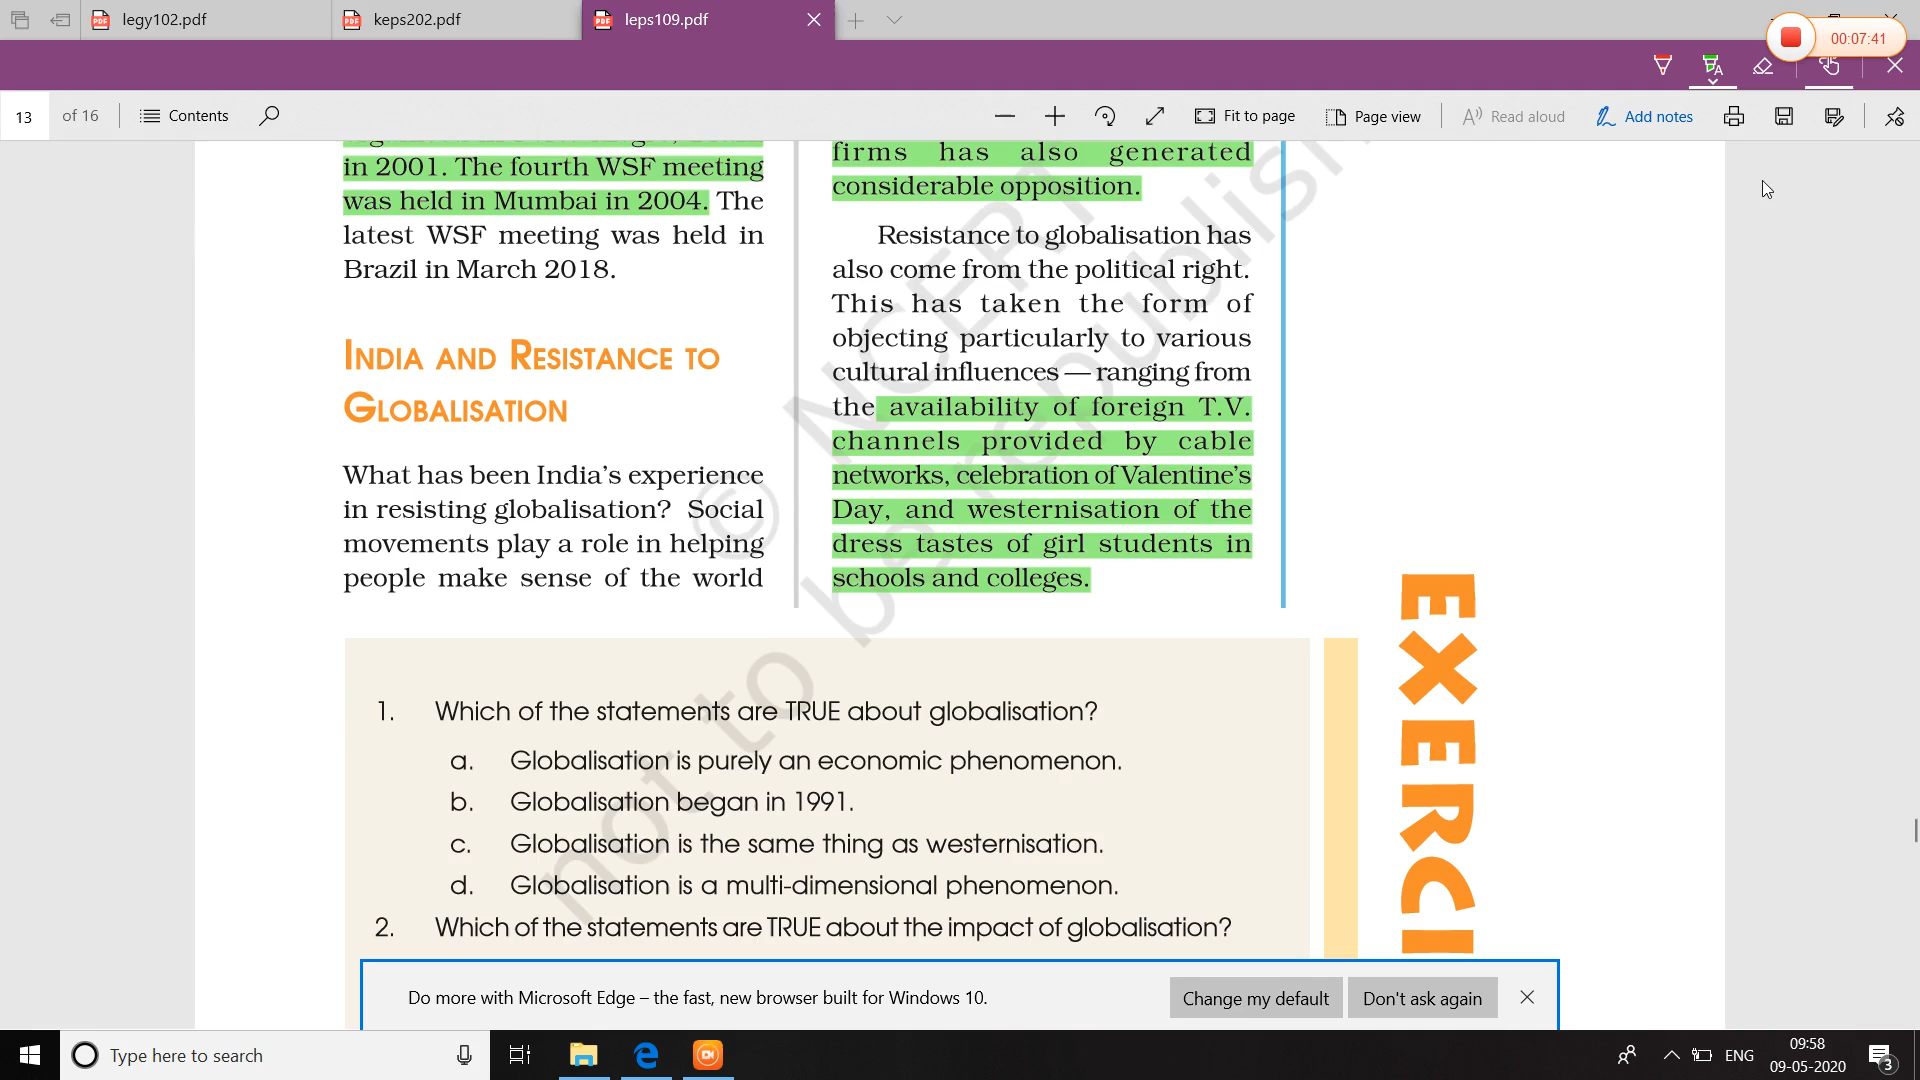 legy102.pdf
keps202.pdf
leps109.pdf
00:07:41
13 of 16
Contents
Fit to page
Page view
Read aloud
Add notes
in 2001. The fourth WSF meeting
was held in Mumbai in 2004. The
latest WSF meeting was held in
Brazil in March 2018.
INDIA AND RESISTANCE TO
GLOBALISATION
What has been India's experience
in resisting globalisation? Social
movements play a role in helping
people make sense of the world
firms has also generated
considerable opposition.
Resistance to globalisation has
also come from the political right.
This has taken the form of
objecting particularly to various
cultural influences — ranging from
the availability of foreign T.V.
channels provided by cable
networks, celebration of Valentine's
Day, and westernisation of the
dress tastes of girl students in
schools and colleges.
© NCERT
not to be republish
EXERCI
1. Which of the statements are TRUE about globalisation?
a. Globalisation is purely an economic phenomenon.
b. Globalisation began in 1991.
c. Globalisation is the same thing as westernisation.
d. Globalisation is a multi-dimensional phenomenon.
2. Which of the statements are TRUE about the impact of globalisation?
Do more with Microsoft Edge – the fast, new browser built for Windows 10.
Change my default
Don't ask again
Type here to search
ENG
09:58
09-05-2020
3